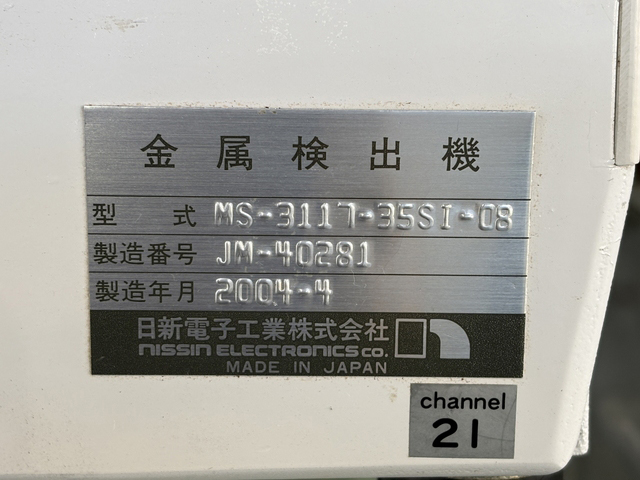 金属検出機
型式 MS-3117-35SI-08
製造番号 JM-40281
製造年月 2004-4
日新電子工業株式会社
NISSIN ELECTRONICS CO.
MADE IN JAPAN
channel
21